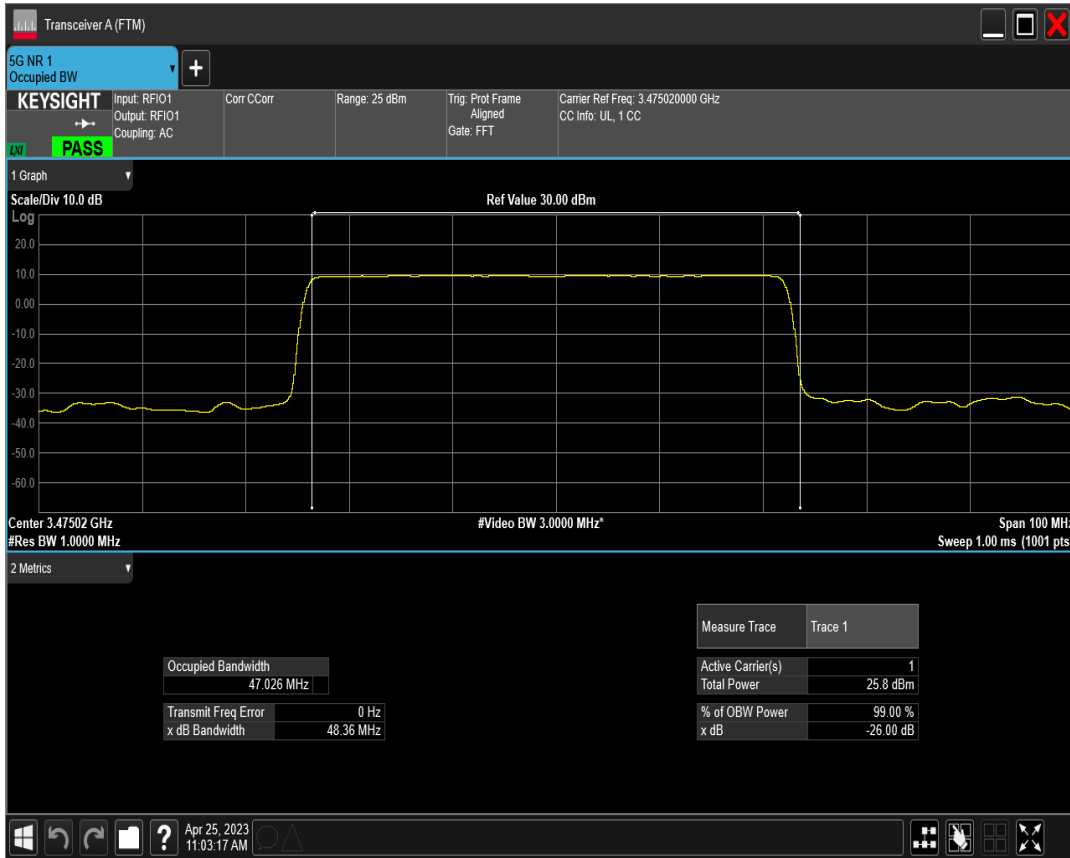 Transceiver A (FTM)
5G NR 1
Occupied BW
+
KEYSIGHT
Input: RFIO1
Output: RFIO1
Coupling: AC
Corr CCorr
Range: 25 dBm
Trig: Prot Frame
Aligned
Gate: FFT
Carrier Ref Freq: 3.475020000 GHz
CC Info: UL, 1 CC
LXI
PASS
1 Graph
Scale/Div 10.0 dB
Ref Value 30.00 dBm
Log
20.0
10.0
0.00
-10.0
-20.0
-30.0
-40.0
-50.0
-60.0
Center 3.47502 GHz
#Video BW 3.0000 MHz*
Span 100 MHz
#Res BW 1.0000 MHz
Sweep 1.00 ms (1001 pts
2 Metrics
Measure Trace Trace 1
Occupied Bandwidth
47.026 MHz
Active Carrier(s) 1
Total Power 25.8 dBm
Transmit Freq Error 0 Hz
x dB Bandwidth 48.36 MHz
% of OBW Power 99.00 %
x dB -26.00 dB
?
Apr 25, 2023
11:03:17 AM